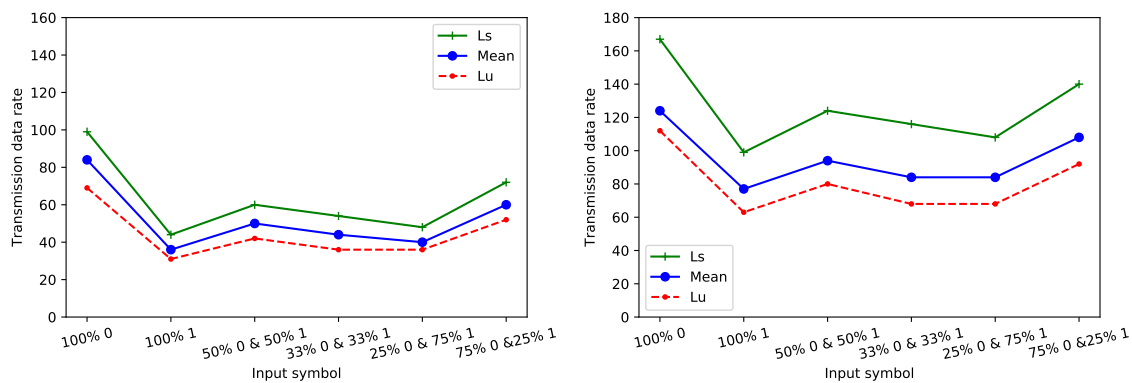 160
140
120
100
80
60
40
20
0
Transmission data rate
Ls
Mean
Lu
100% 0
100% 1
50% 0 & 50% 1
33% 0 & 33% 1
25% 0 & 75% 1
75% 0 &25% 1
Input symbol
180
160
140
120
100
80
60
40
20
0
Transmission data rate
Ls
Mean
Lu
100% 0
100% 1
50% 0 & 50% 1
33% 0 & 33% 1
25% 0 & 75% 1
75% 0 &25% 1
Input symbol